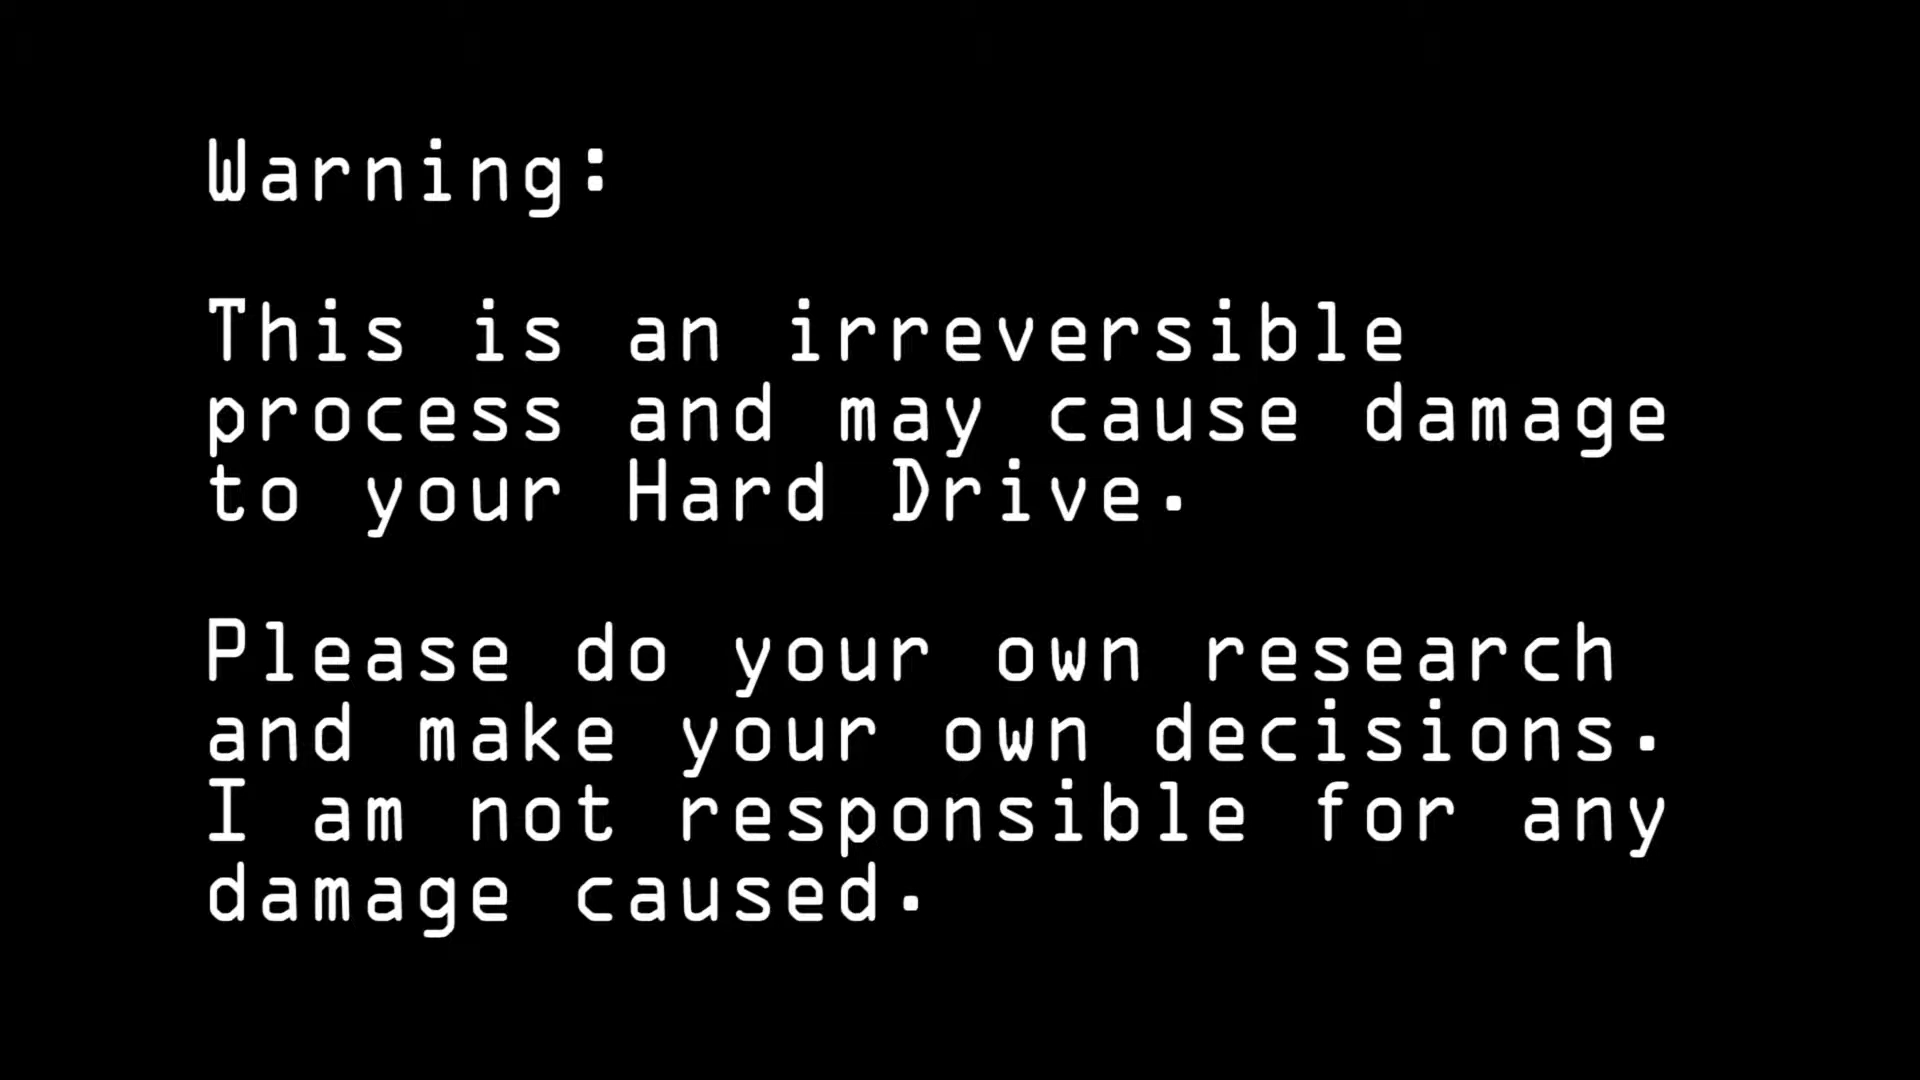 Warning:
This is an irreversible
process and may cause damage
to your Hard Drive.
Please do your own research
and make your own decisions.
I am not responsible for any
damage caused.